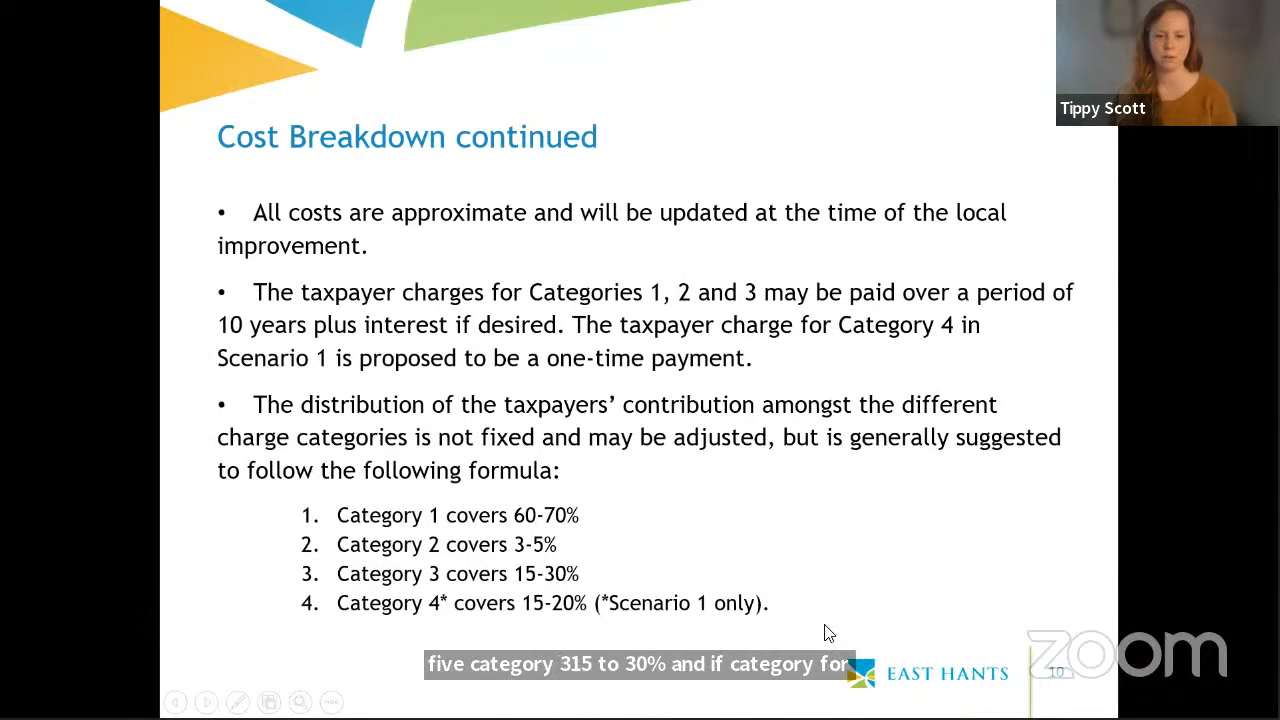 Tippy Scott
Cost Breakdown continued
• All costs are approximate and will be updated at the time of the local
improvement.
• The taxpayer charges for Categories 1, 2 and 3 may be paid over a period of
10 years plus interest if desired. The taxpayer charge for Category 4 in
Scenario 1 is proposed to be a one-time payment.
• The distribution of the taxpayers’ contribution amongst the different
charge categories is not fixed and may be adjusted, but is generally suggested
to follow the following formula:
1. Category 1 covers 60-70%
2. Category 2 covers 3-5%
3. Category 3 covers 15-30%
4. Category 4* covers 15-20% (*Scenario 1 only).
five category 315 to 30% and if category for
EAST HANTS
10
zoom